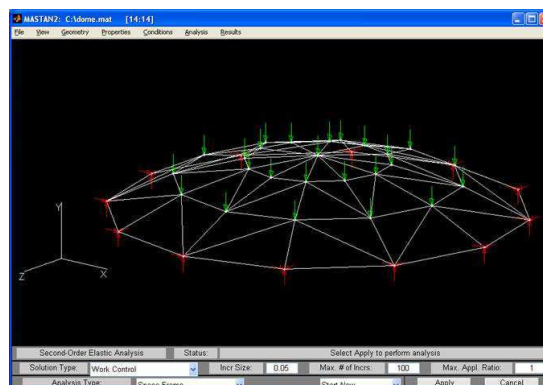 MASTAN2: C:\dome.mat [14:14]
File View Geometry Properties Conditions Analysis Results
Y
Z X
Second-Order Elastic Analysis Status: Select Apply to perform analysis
Solution Type: Work Control Incr Size: 0.05 Max. # of Incrs: 100 Max. Appl. Ratio: 1
Analysis Type: Space Frame Start New Apply Cancel